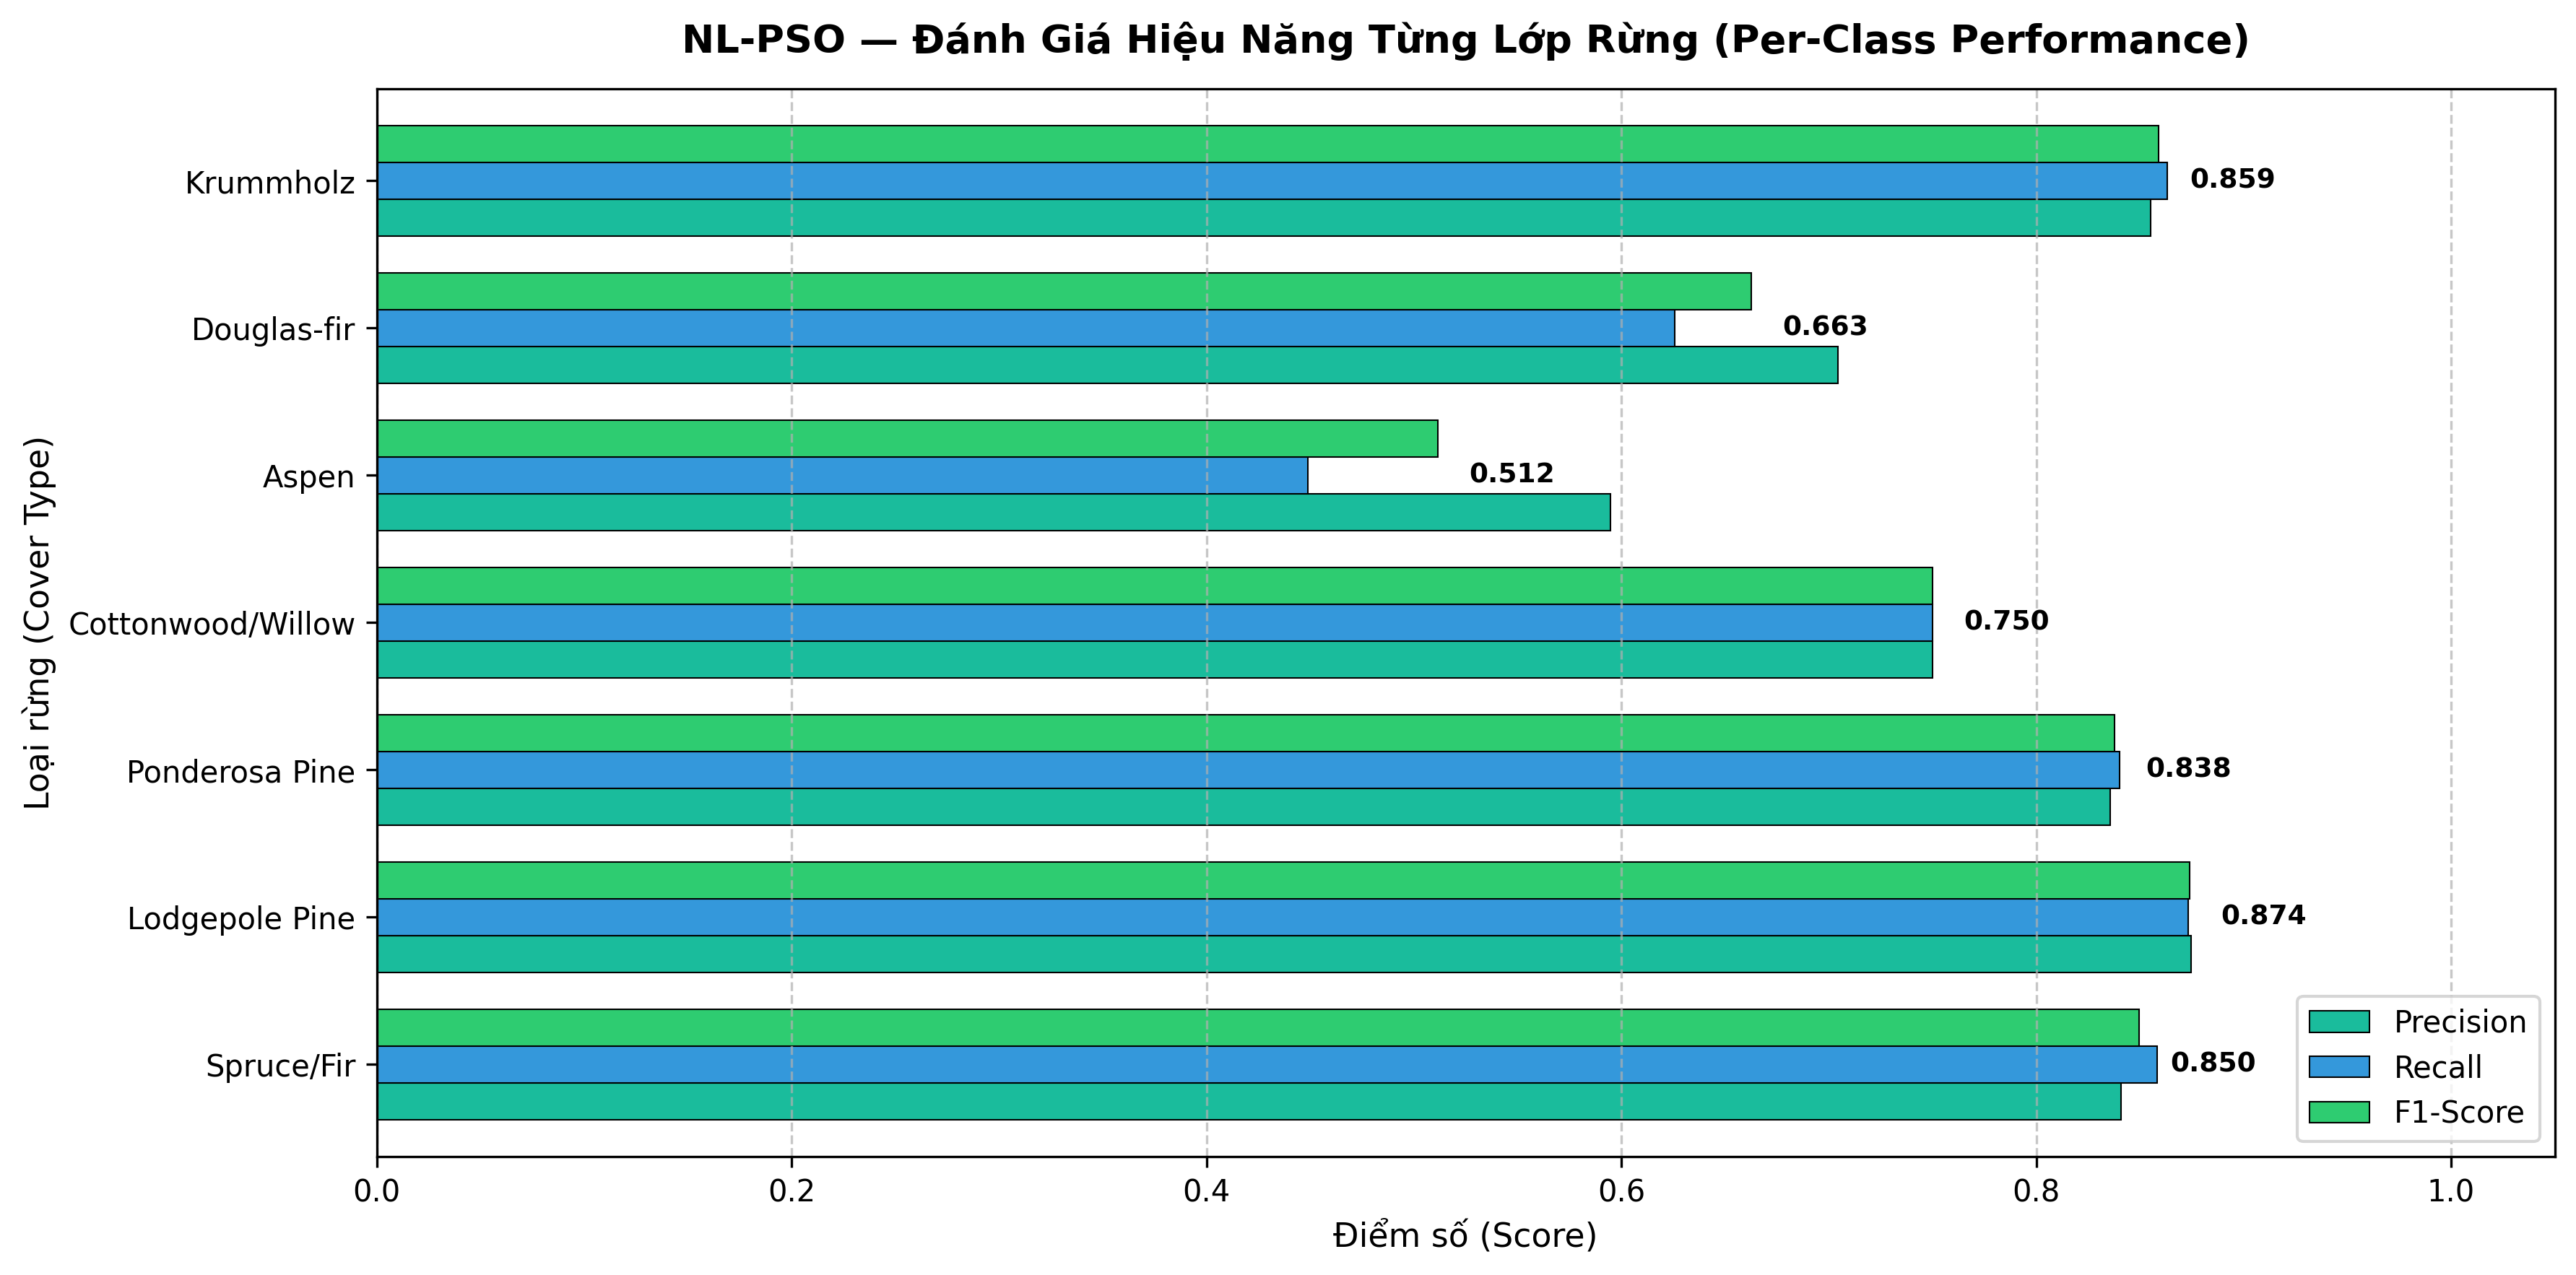 NL-PSO — Đánh Giá Hiệu Năng Từng Lớp Rừng (Per-Class Performance)
Loại rừng (Cover Type)
Krummholz
0.859
Douglas-fir
0.663
Aspen
0.512
Cottonwood/Willow
0.750
Ponderosa Pine
0.838
Lodgepole Pine
0.874
Spruce/Fir
0.850
Precision
Recall
F1-Score
0.0 0.2 0.4 0.6 0.8 1.0
Điểm số (Score)